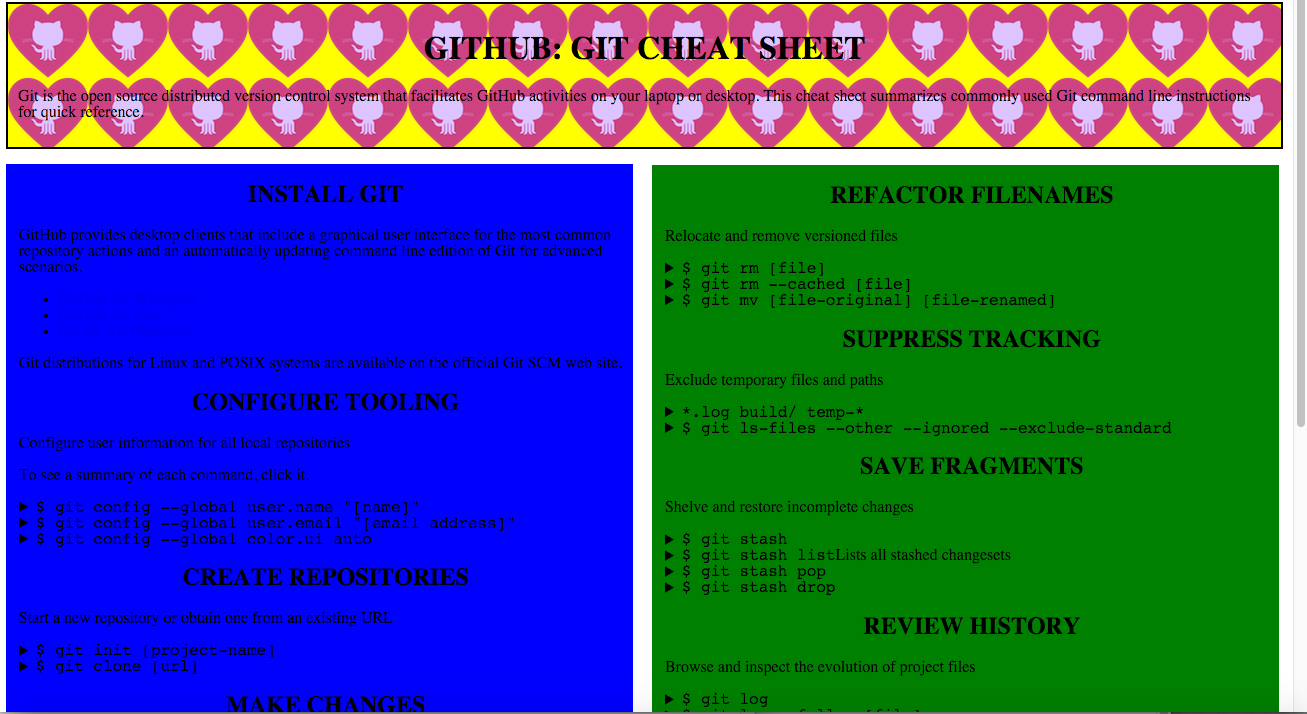 GITHUB: GIT CHEAT SHEET
Git is the open source distributed version control system that facilitates GitHub activities on your laptop or desktop. This cheat sheet summarizes commonly used Git command line instructions
for quick reference.
INSTALL GIT
GitHub provides desktop clients that include a graphical user interface for the most common
repository actions and an automatically updating command line edition of Git for advanced
scenarios.
Git distributions for Linux and POSIX systems are available on the official Git SCM web site.
CONFIGURE TOOLING
Configure user information for all local repositories
To see a summary of each command, click it.
$ git config --global user.name "[name]"
$ git config --global user.email "[email address]"
$ git config --global color.ui auto
CREATE REPOSITORIES
Start a new repository or obtain one from an existing URL
$ git init [project-name]
$ git clone [url]
MAKE CHANGES
REFACTOR FILENAMES
Relocate and remove versioned files
$ git rm [file]
$ git rm --cached [file]
$ git mv [file-original] [file-renamed]
SUPPRESS TRACKING
Exclude temporary files and paths
*.log build/ temp-*
$ git ls-files --other --ignored --exclude-standard
SAVE FRAGMENTS
Shelve and restore incomplete changes
$ git stash
$ git stash listLists all stashed changesets
$ git stash pop
$ git stash drop
REVIEW HISTORY
Browse and inspect the evolution of project files
$ git log